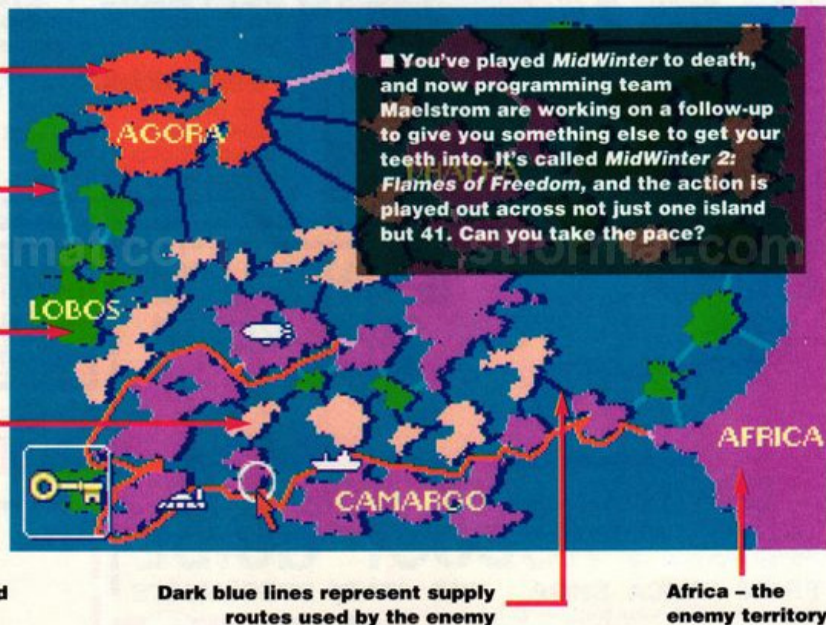 ■ You've played MidWinter to death,
and now programming team
Maelstrom are working on a follow-up
to give you something else to get your
teeth into. It's called MidWinter 2:
Flames of Freedom, and the action is
played out across not just one island
but 41. Can you take the pace?
AGORA
LOBOS
AFRICA
CAMARGO
Dark blue lines represent supply
routes used by the enemy
Africa – the
enemy territory